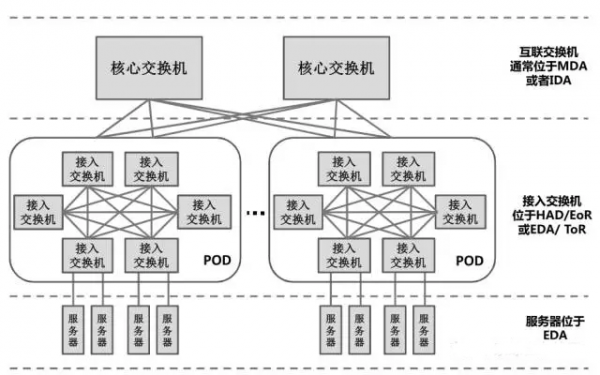 核心交换机
核心交换机
互联交换机
通常位于MDA
或者IDA
接入
交换机
接入
交换机
接入
交换机
接入
交换机
接入
交换机
接入
交换机
POD
...
接入
交换机
接入
交换机
接入
交换机
接入
交换机
接入
交换机
接入
交换机
POD
接入交换机
位于HAD/EoR
或EDA/ ToR
服务器
服务器
服务器
服务器
服务器
服务器
服务器
服务器
服务器位于
EDA